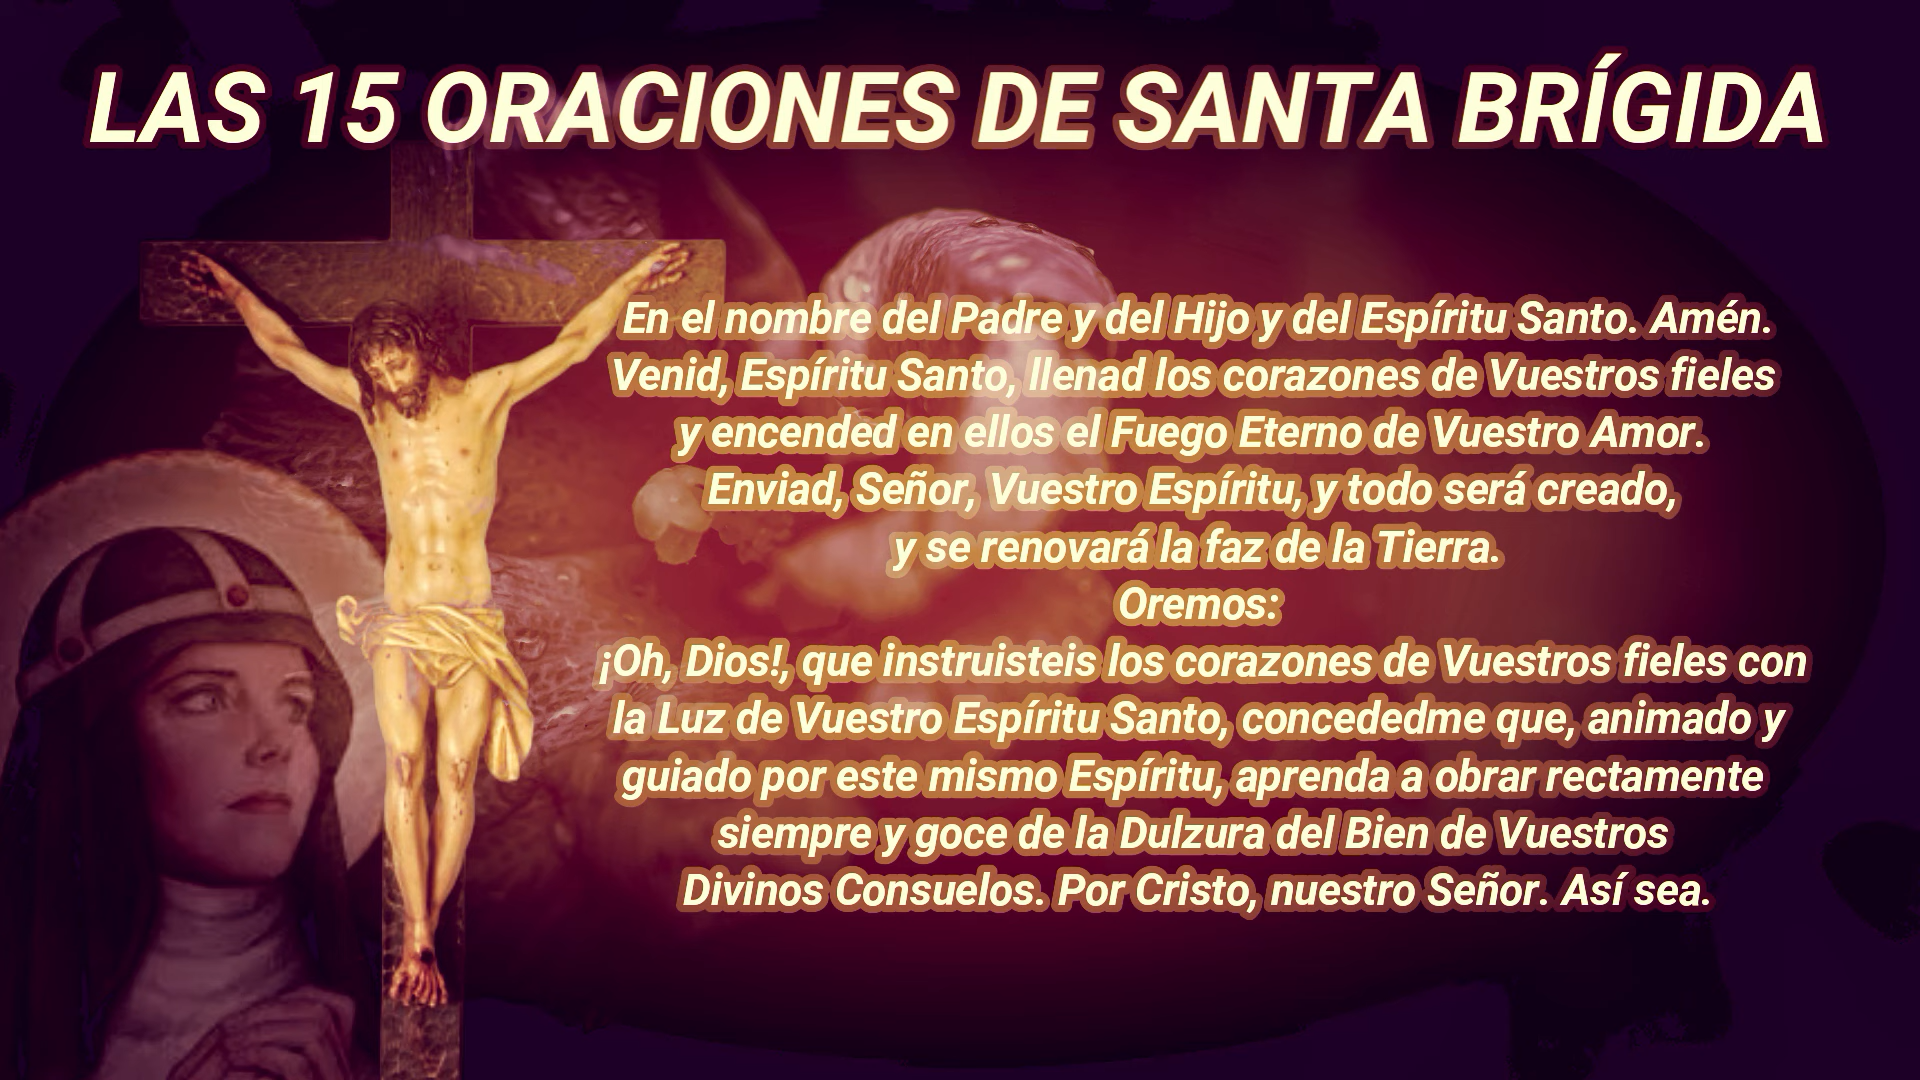 LAS 15 ORACIONES DE SANTA BRÍGIDA
En el nombre del Padre y del Hijo y del Espíritu Santo. Amén.
Venid, Espíritu Santo, llenad los corazones de Vuestros fieles
y encended en ellos el Fuego Eterno de Vuestro Amor.
Enviad, Señor, Vuestro Espíritu, y todo será creado,
y se renovará la faz de la Tierra.
Oremos:
¡Oh, Dios!, que instruisteis los corazones de Vuestros fieles con
la Luz de Vuestro Espíritu Santo, concededme que, animado y
guiado por este mismo Espíritu, aprenda a obrar rectamente
siempre y goce de la Dulzura del Bien de Vuestros
Divinos Consuelos. Por Cristo, nuestro Señor. Así sea.